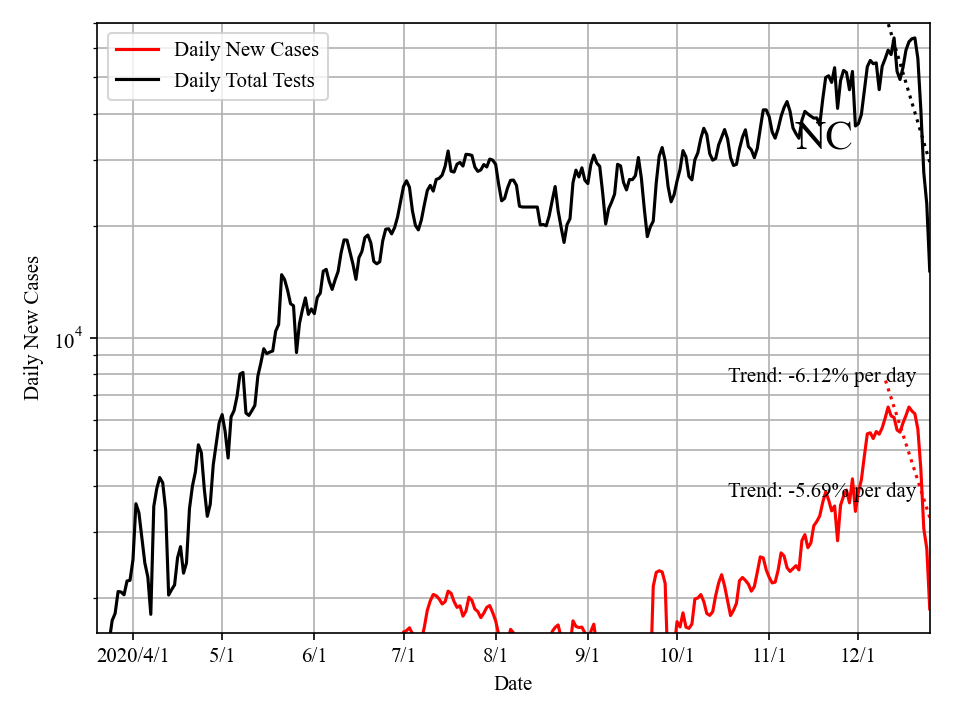 Daily New Cases
Daily Total Tests
NC
Daily New Cases
10^4
Trend: -6.12% per day
Trend: -5.69% per day
2020/4/1 5/1 6/1 7/1 8/1 9/1 10/1 11/1 12/1
Date